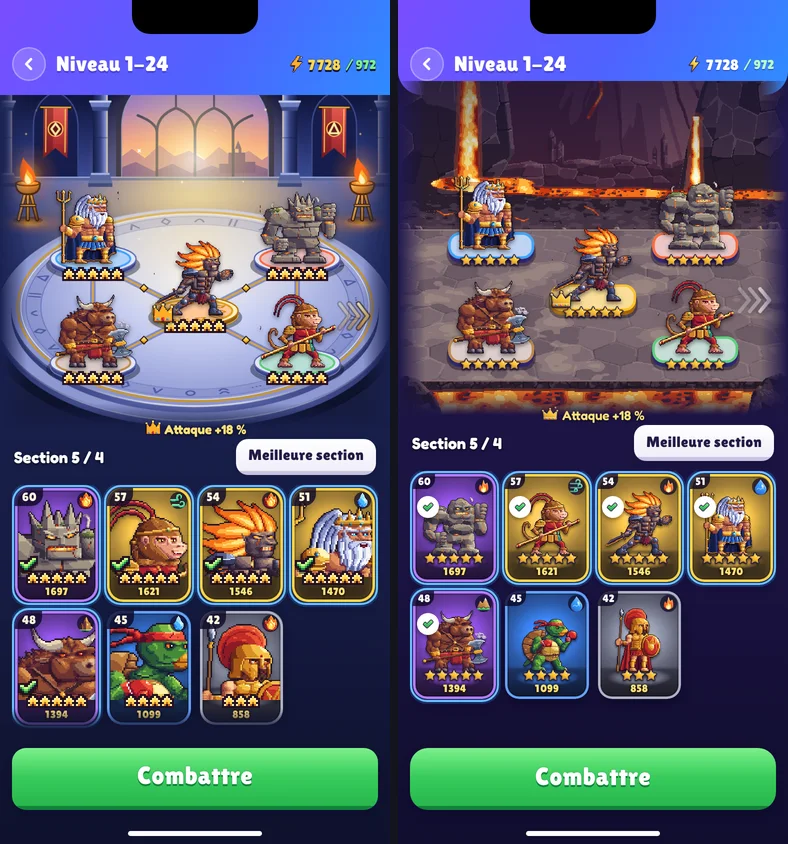 Niveau 1–24
7728 / 972
Attaque +18 %
Section 5 / 4
Meilleure section
60
57
54
51
1697
1621
1546
1470
48
45
42
1394
1099
858
Combattre
Niveau 1–24
7728 / 972
Attaque +18 %
Section 5 / 4
Meilleure section
60
57
54
51
1697
1621
1546
1470
48
45
42
1394
1099
858
Combattre